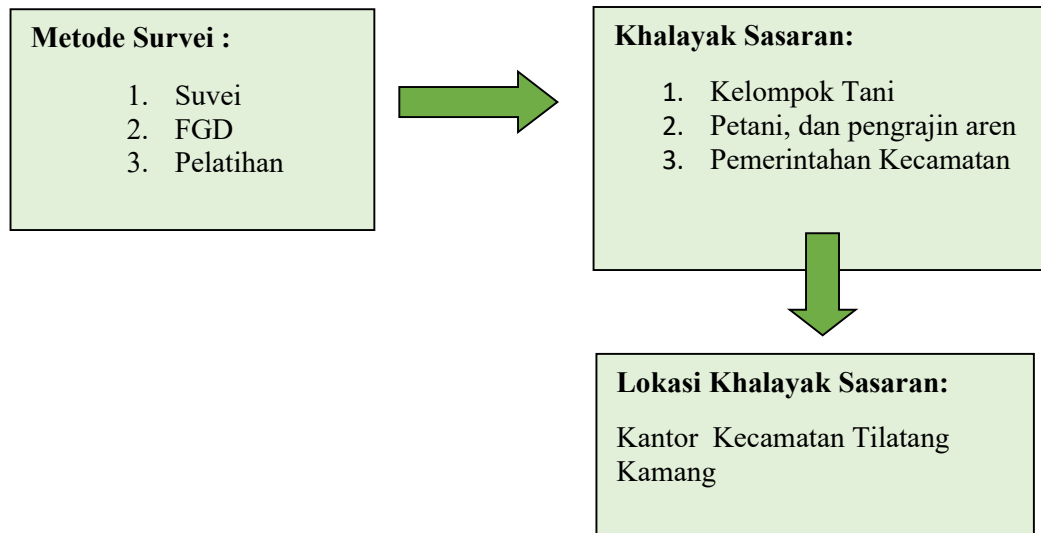 Metode Survei :
1. Suvei
2. FGD
3. Pelatihan
Khalayak Sasaran:
1. Kelompok Tani
2. Petani, dan pengrajin aren
3. Pemerintahan Kecamatan
Lokasi Khalayak Sasaran:
Kantor Kecamatan Tilatang
Kamang